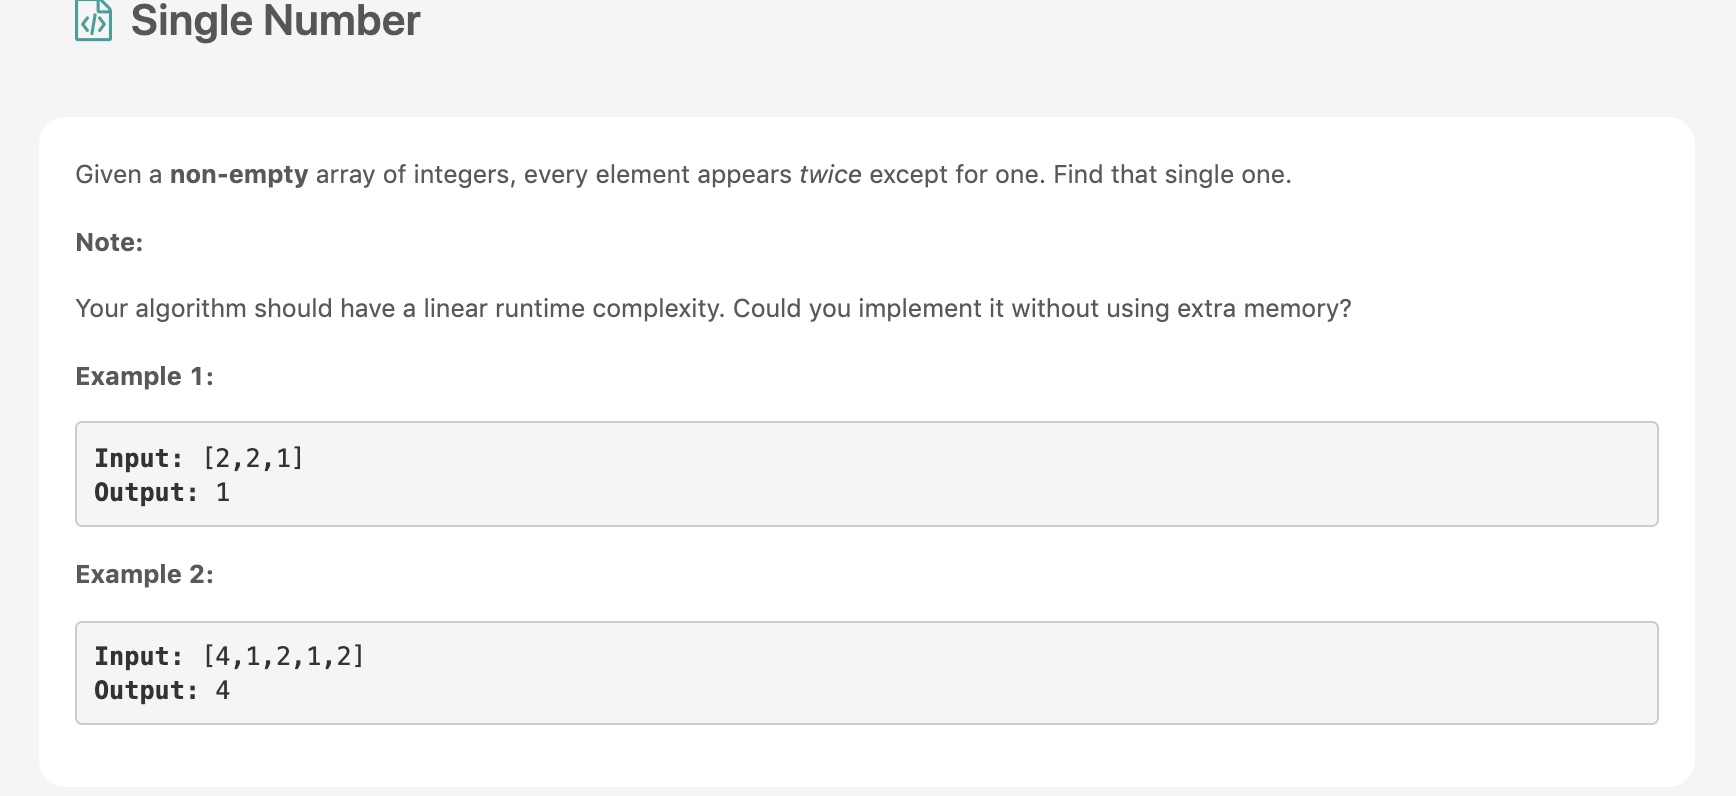 </> Single Number
Given a non-empty array of integers, every element appears twice except for one. Find that single one.
Note:
Your algorithm should have a linear runtime complexity. Could you implement it without using extra memory?
Example 1:
Input: [2,2,1]
Output: 1
Example 2:
Input: [4,1,2,1,2]
Output: 4